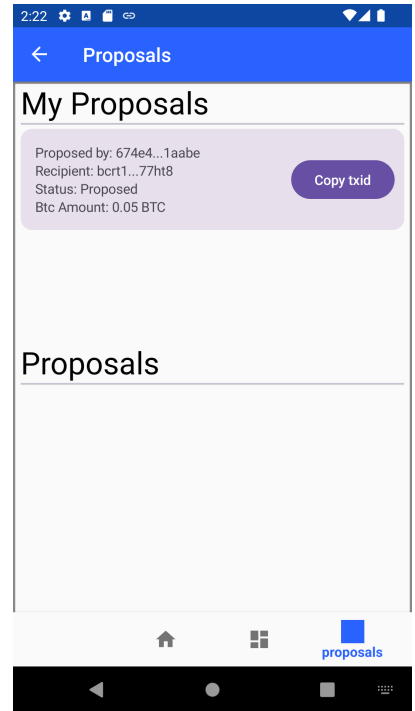 2:22
Proposals
My Proposals
Proposed by: 674e4...1aabe
Recipient: bcrt1...77ht8
Status: Proposed
Btc Amount: 0.05 BTC
Copy txid
Proposals
proposals